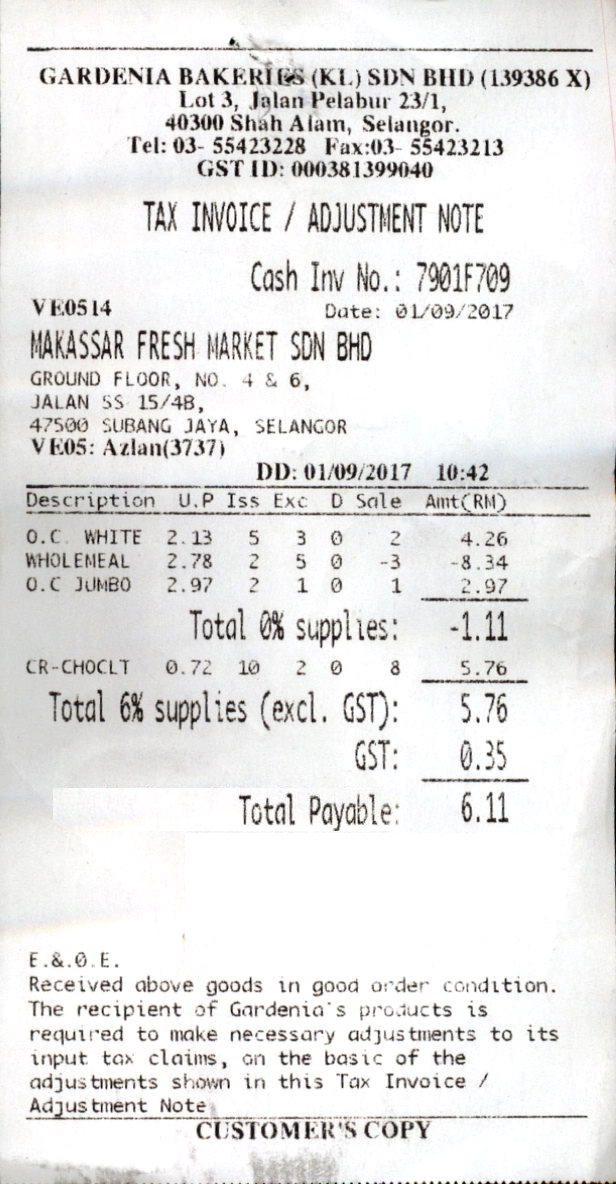 GARDENIA BAKERIES (KL) SDN BHD (139386 X)
Lot 3, Jalan Pelabur 23/1,
40300 Shah Alam, Selangor.
Tel: 03- 55423228 Fax:03- 55423213
GST ID: 000381399040
TAX INVOICE / ADJUSTMENT NOTE
Cash Inv No.: 7901F709
VE0514 Date: 01/09/2017
MAKASSAR FRESH MARKET SDN BHD
GROUND FLOOR, NO. 4 & 6,
JALAN SS 15/4B,
47500 SUBANG JAYA, SELANGOR
VE05: Azlan(3737)
DD: 01/09/2017 10:42
Description U.P Iss Exc D Sale Amt(RM)
O.C. WHITE 2.13 5 3 0 2 4.26
WHOLEMEAL 2.78 2 5 0 -3 -8.34
O.C JUMBO 2.97 2 1 0 1 2.97
Total 0% supplies: -1.11
CR-CHOCLT 0.72 10 2 0 8 5.76
Total 6% supplies (excl. GST): 5.76
GST: 0.35
Total Payable: 6.11
E.&.O.E.
Received above goods in good order condition.
The recipient of Gardenia's products is
required to make necessary adjustments to its
input tax claims, on the basic of the
adjustments shown in this Tax Invoice /
Adjustment Note
CUSTOMER'S COPY